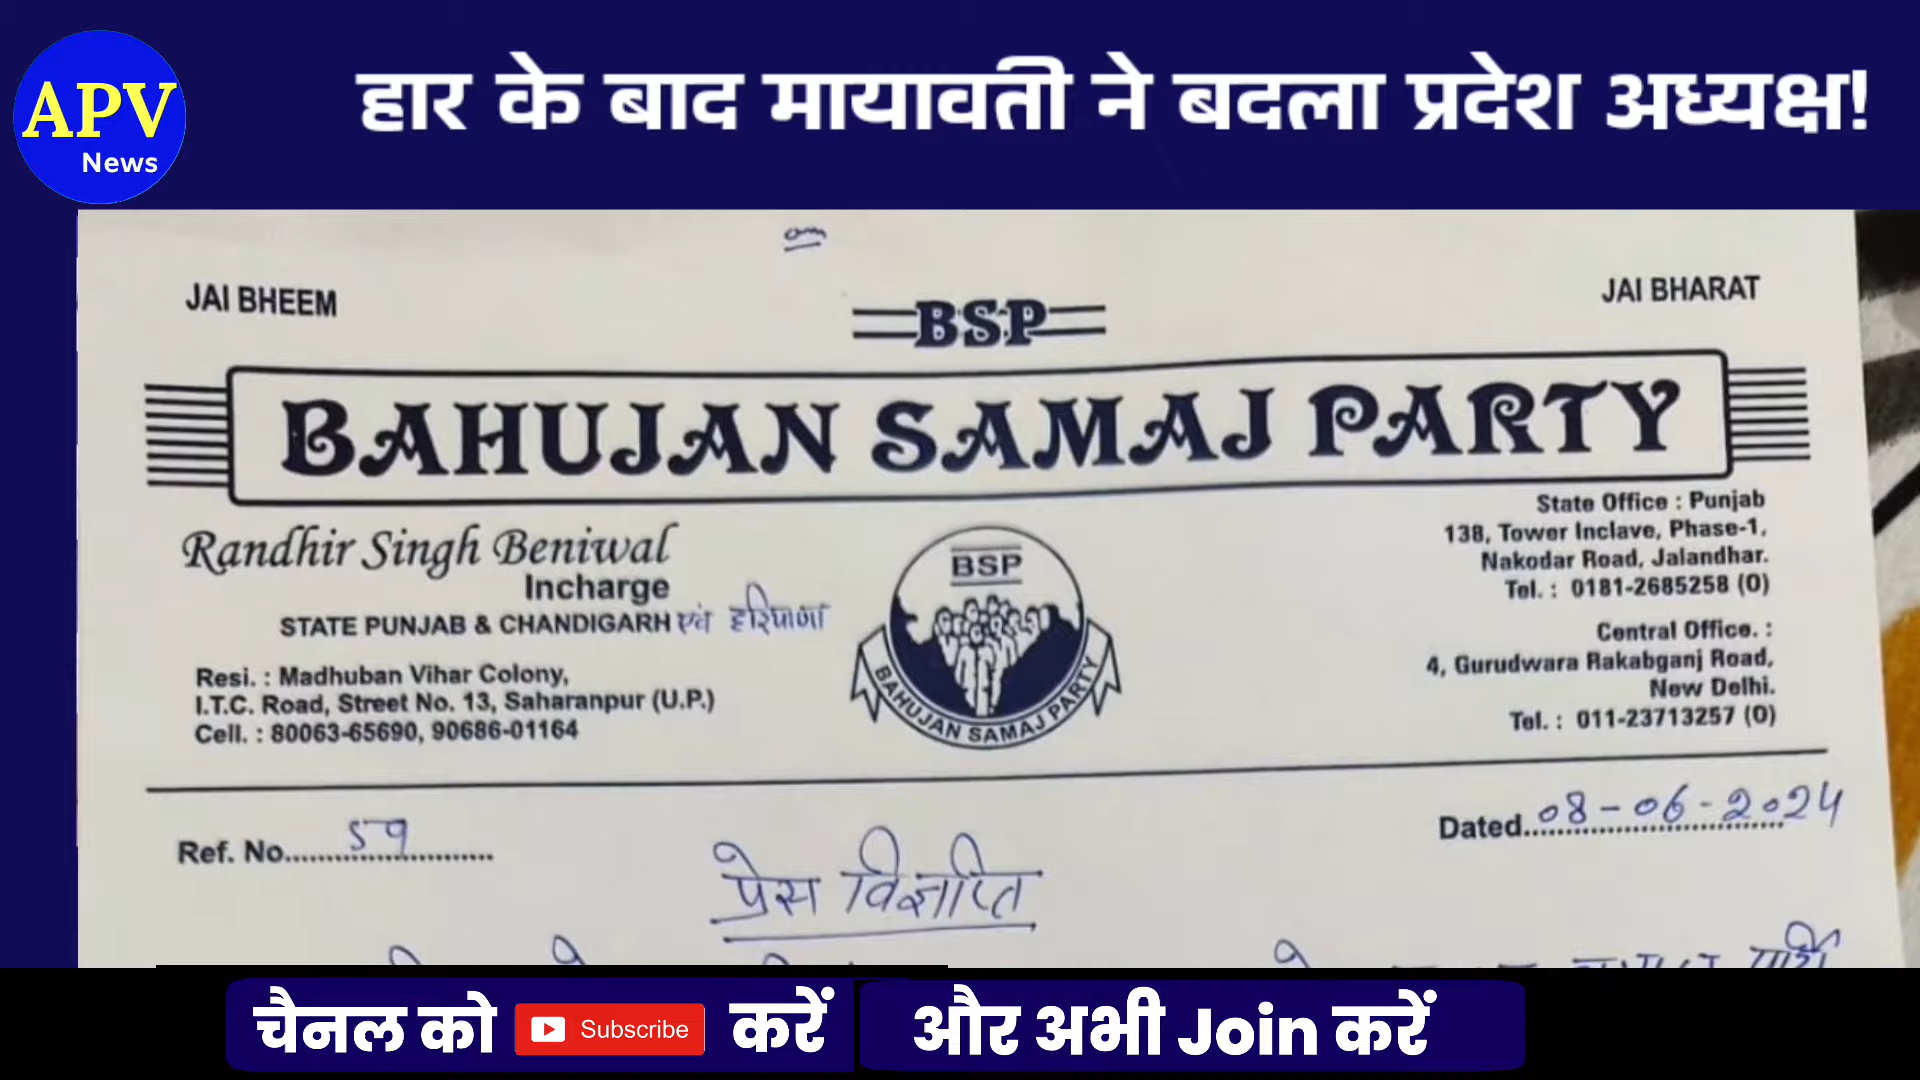 APV
News
हार के बाद मायावती ने बदला प्रदेश अध्यक्ष!
JAI BHEEM
JAI BHARAT
BSP
BAHUJAN SAMAJ PARTY
Randhir Singh Beniwal
Incharge
STATE PUNJAB & CHANDIGARH एवं हरियाणा
Resi. : Madhuban Vihar Colony,
I.T.C. Road, Street No. 13, Saharanpur (U.P.)
Cell. : 80063-65690, 90686-01164
BSP
BAHUJAN SAMAJ PARTY
State Office : Punjab
138, Tower Inclave, Phase-1,
Nakodar Road, Jalandhar.
Tel. : 0181-2685258 (O)
Central Office. :
4, Gurudwara Rakabganj Road,
New Delhi.
Tel. : 011-23713257 (O)
Ref. No. 59
Dated. 08-06-2024
प्रेस विज्ञप्ति
चैनल को Subscribe करें और अभी Join करें